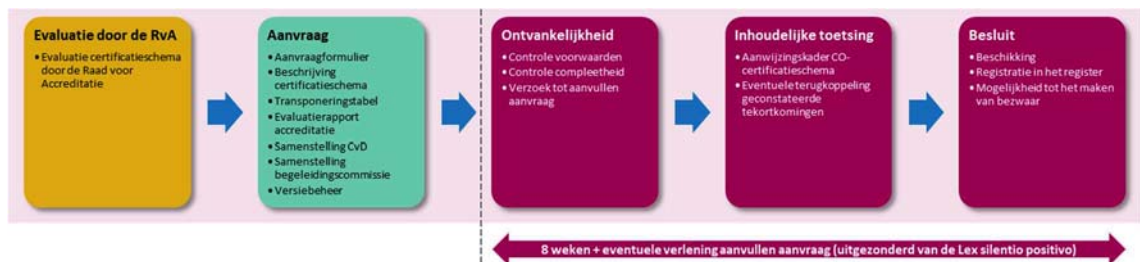 Evaluatie door de RvA
• Evaluatie certificatieschema
door de Raad voor
Accreditatie
Aanvraag
• Aanvraagformulier
• Beschrijving
certificatieschema
• Transponeringstabel
• Evaluatierapport
accreditatie
• Samenstelling CvD
• Samenstelling
begeleidingscommissie
• Versiebeheer
Ontvankelijkheid
• Controle voorwaarden
• Controle compleetheid
• Verzoek tot aanvullen
aanvraag
Inhoudelijke toetsing
• Aanwijzingskader CO-
certificatieschema
• Eventuele terugkoppeling
geconstateerde
tekortkomingen
Besluit
• Beschikking
• Registratie in het register
• Mogelijkheid tot het maken
van bezwaar
8 weken + eventuele verlening aanvullen aanvraag (uitgezonderd van de Lex silentio positivo)